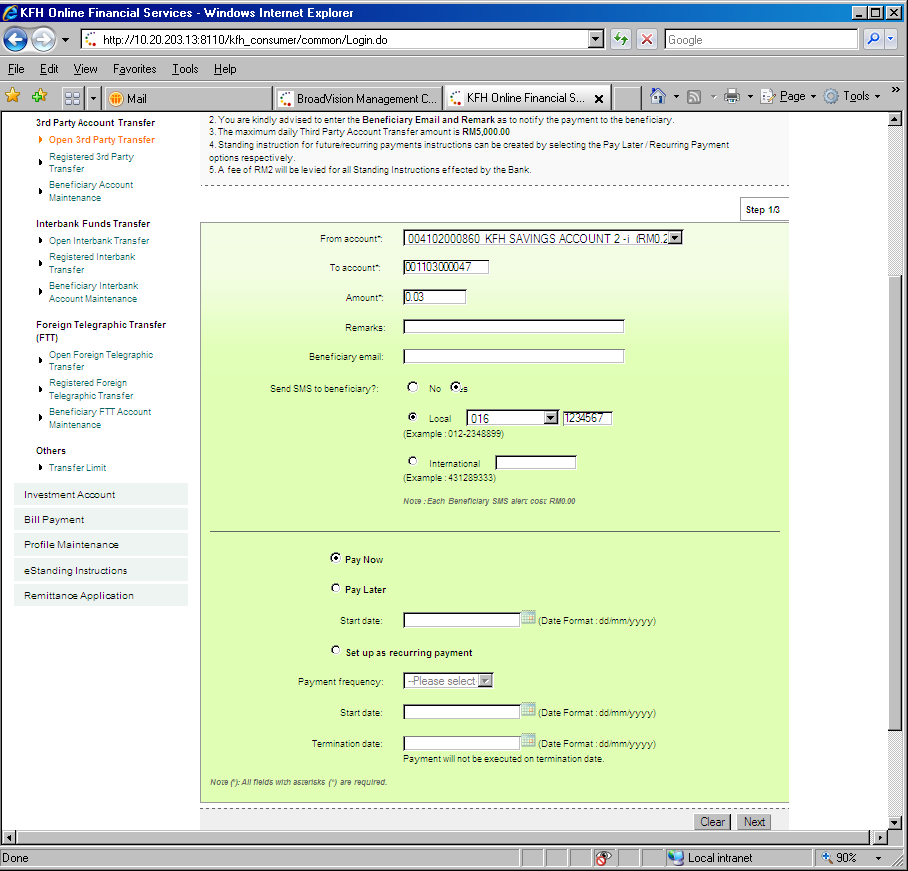 KFH Online Financial Services - Windows Internet Explorer
http://10.20.203.13:8110/kfh_consumer/common/Login.do
Google
File Edit View Favorites Tools Help
Mail
BroadVision Management C...
KFH Online Financial S...
Page
Tools
3rd Party Account Transfer
Open 3rd Party Transfer
Registered 3rd Party
Transfer
Beneficiary Account
Maintenance
Interbank Funds Transfer
Open Interbank Transfer
Registered Interbank
Transfer
Beneficiary Interbank
Account Maintenance
Foreign Telegraphic Transfer
(FTT)
Open Foreign Telegraphic
Transfer
Registered Foreign
Telegraphic Transfer
Beneficiary FTT Account
Maintenance
Others
Transfer Limit
Investment Account
Bill Payment
Profile Maintenance
eStanding Instructions
Remittance Application
2. You are kindly advised to enter the Beneficiary Email and Remark as to notify the payment to the beneficiary.
3. The maximum daily Third Party Account Transfer amount is RM5,000.00
4. Standing instruction for future/recurring payments instructions can be created by selecting the Pay Later / Recurring Payment
options respectively.
5. A fee of RM2 will be levied for all Standing Instructions effected by the Bank.
Step 1/3
From account*: 004102000860 KFH SAVINGS ACCOUNT 2 -i (RM0.2
To account*: 001103000047
Amount*: 0.03
Remarks:
Beneficiary email:
Send SMS to beneficiary?: No es
Local 016 1234567
(Example : 012-2348899)
International
(Example : 431289333)
Note : Each Beneficiary SMS alert cost RM0.00
Pay Now
Pay Later
Start date: (Date Format : dd/mm/yyyy)
Set up as recurring payment
Payment frequency: --Please select
Start date: (Date Format : dd/mm/yyyy)
Termination date: (Date Format : dd/mm/yyyy)
Payment will not be executed on termination date.
Note (*): All fields with asterisks (*) are required.
Clear Next
Done
Local intranet
90%